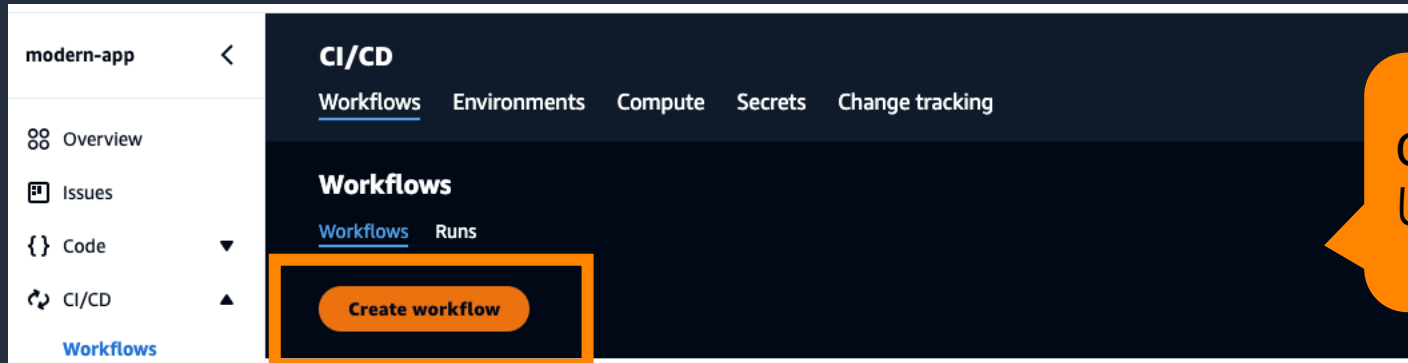 modern-app
Overview
Issues
Code
CI/CD
Workflows
CI/CD
Workflows Environments Compute Secrets Change tracking
Workflows
Workflows Runs
Create workflow